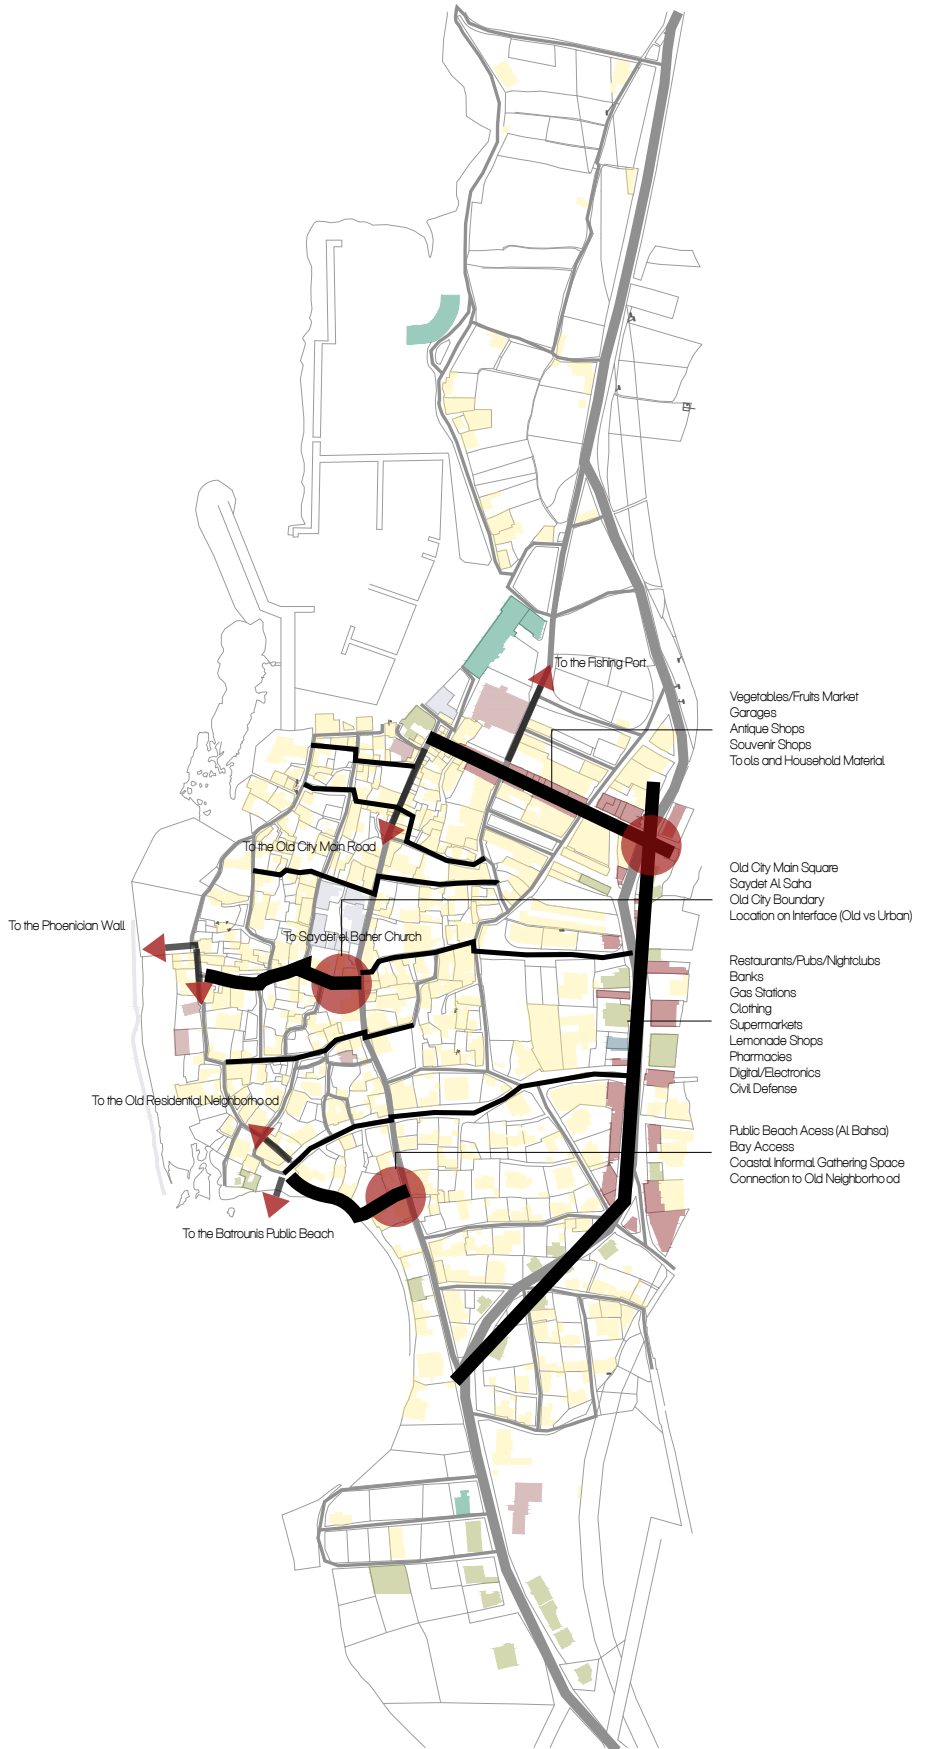 To the Fishing Port
Vegetables/Fruits Market
Garages
Antique Shops
Souvenir Shops
Tools and Household Material
To the Old City Main Road
Old City Main Square
Saydet Al Saha
Old City Boundary
Location on Interface (Old vs Urban)
To the Phoenician Wall
To Saydet el Baher Church
Restaurants/Pubs/Nightclubs
Banks
Gas Stations
Clothing
Supermarkets
Lemonade Shops
Pharmacies
Digital/Electronics
Civil Defense
To the Old Residential Neighborhood
Public Beach Acess (Al Bahsa)
Bay Access
Coastal Informal Gathering Space
Connection to Old Neighborhood
To the Batrounis Public Beach